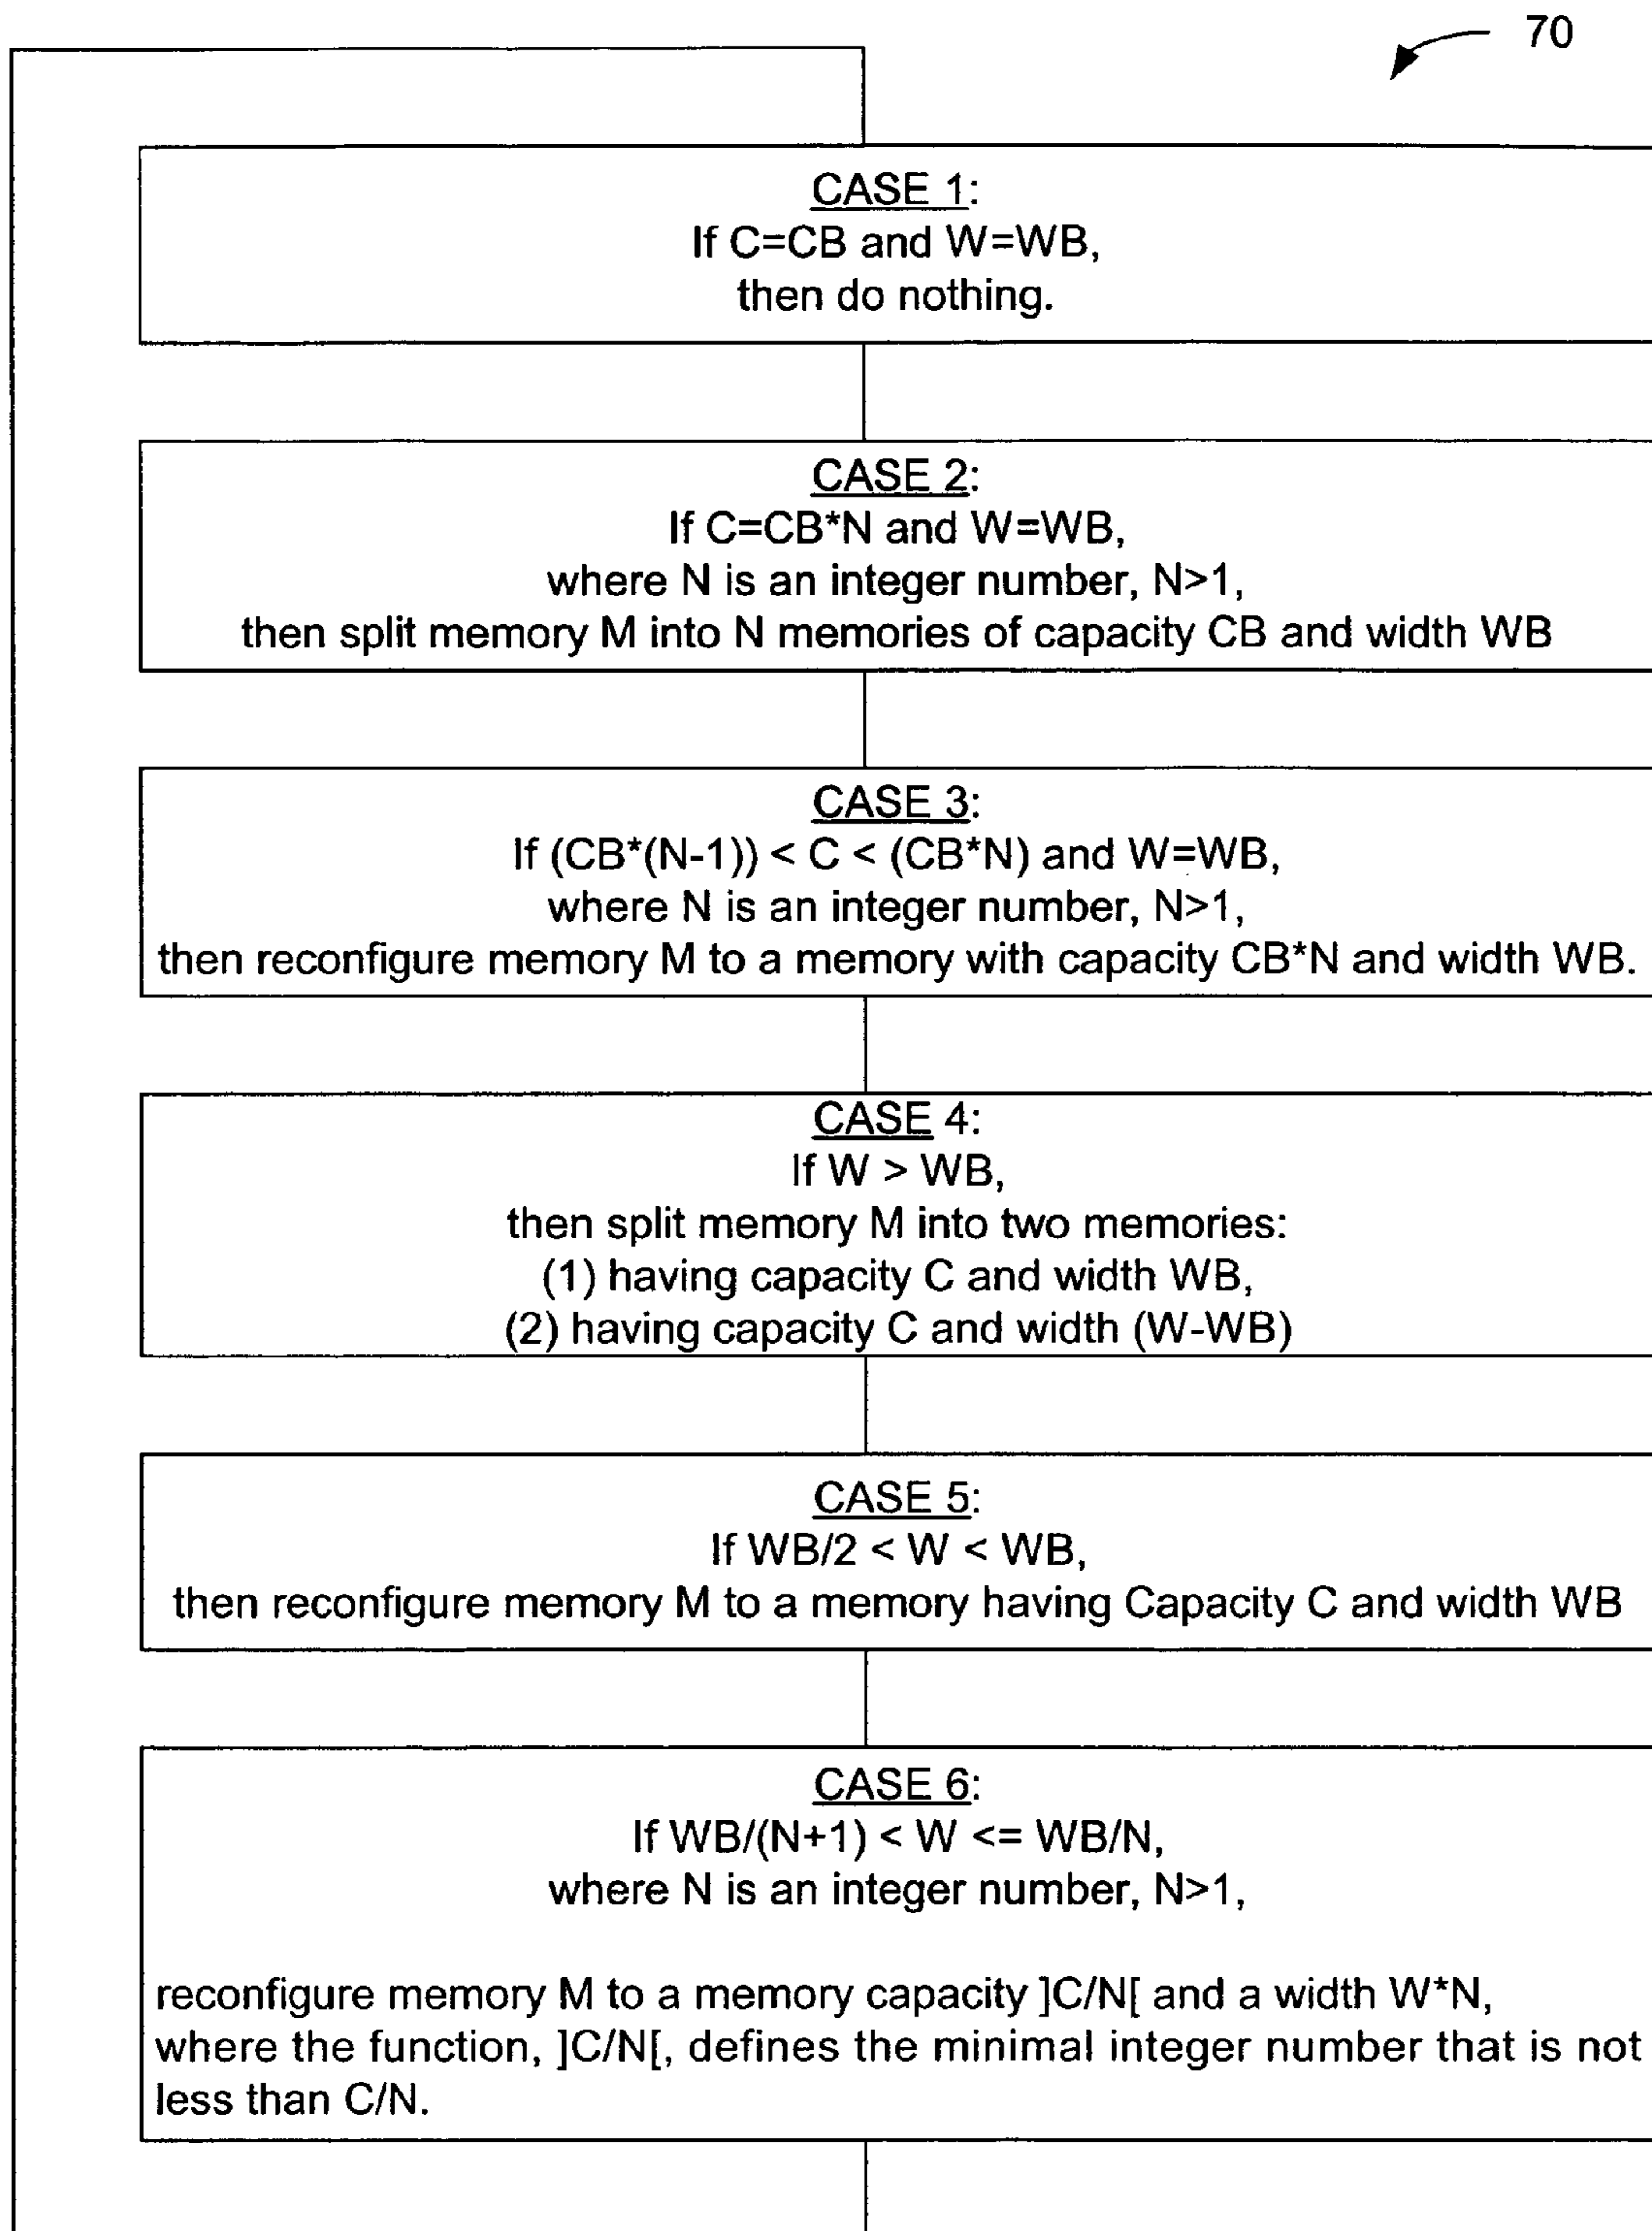 70
CASE 1:
If C=CB and W=WB,
then do nothing.
CASE 2:
If C=CB*N and W=WB,
where N is an integer number, N>1,
then split memory M into N memories of capacity CB and width WB
CASE 3:
If (CB*(N-1)) < C < (CB*N) and W=WB,
where N is an integer number, N>1,
then reconfigure memory M to a memory with capacity CB*N and width WB.
CASE 4:
If W > WB,
then split memory M into two memories:
(1) having capacity C and width WB,
(2) having capacity C and width (W-WB)
CASE 5:
If WB/2 < W < WB,
then reconfigure memory M to a memory having Capacity C and width WB
CASE 6:
If WB/(N+1) < W <= WB/N,
where N is an integer number, N>1,
reconfigure memory M to a memory capacity ]C/N[ and a width W*N,
where the function, ]C/N[, defines the minimal integer number that is not
less than C/N.